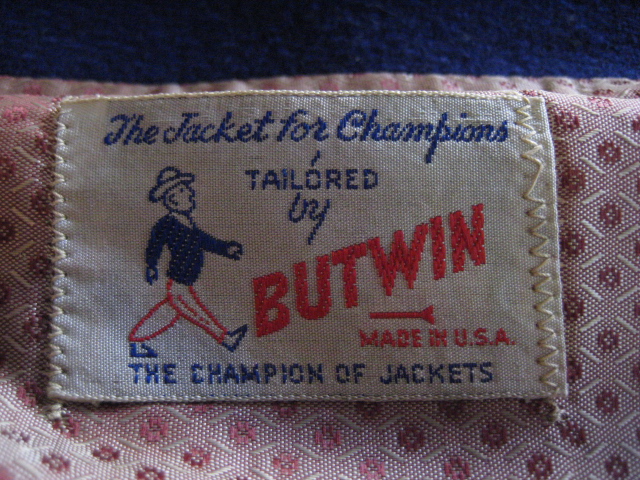 The Jacket for Champions
TAILORED
by
BUTWIN
MADE IN U.S.A.
THE CHAMPION OF JACKETS